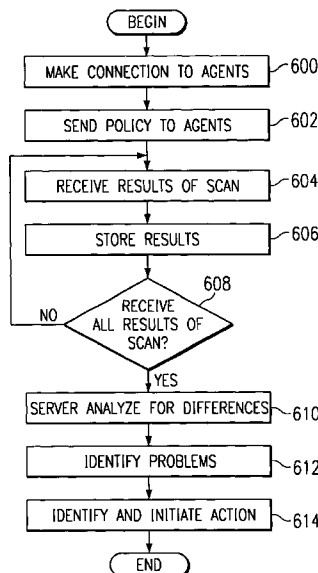 BEGIN
MAKE CONNECTION TO AGENTS
600
SEND POLICY TO AGENTS
602
RECEIVE RESULTS OF SCAN
604
STORE RESULTS
606
608
RECEIVE
ALL RESULTS OF
SCAN?
NO
YES
SERVER ANALYZE FOR DIFFERENCES
610
IDENTIFY PROBLEMS
612
IDENTIFY AND INITIATE ACTION
614
END